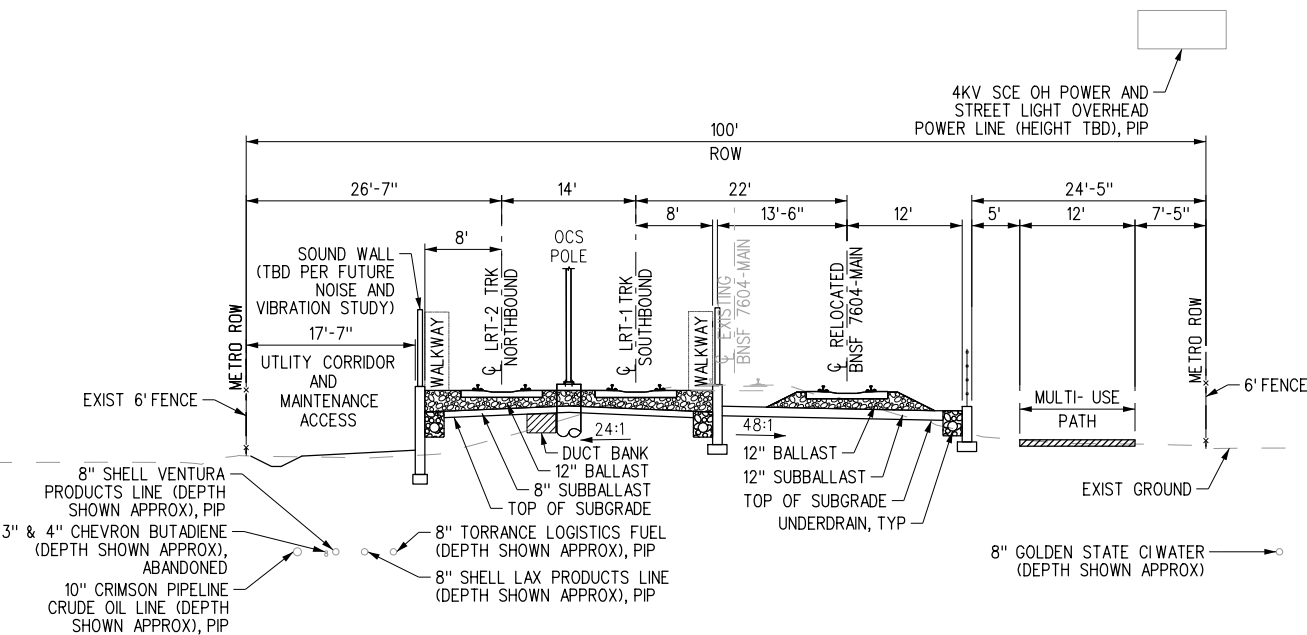 4KV SCE OH POWER AND
STREET LIGHT OVERHEAD
POWER LINE (HEIGHT TBD), PIP
100'
ROW
26'-7"
14'
22'
24'-5"
8'
13'-6"
12'
5'
12'
7'-5"
8'
OCS
POLE
SOUND WALL
(TBD PER FUTURE
NOISE AND
VIBRATION STUDY)
METRO ROW
WALKWAY
℄ LRT-2 TRK
NORTHBOUND
℄ LRT-1 TRK
SOUTHBOUND
WALKWAY
℄ EXISTING
BNSF 7604-MAIN
℄ RELOCATED
BNSF 7604-MAIN
METRO ROW
17'-7"
UTLITY CORRIDOR
AND
MAINTENANCE
ACCESS
EXIST 6' FENCE
6' FENCE
MULTI- USE
PATH
24:1
48:1
DUCT BANK
12" BALLAST
8" SUBBALLAST
TOP OF SUBGRADE
12" BALLAST
12" SUBBALLAST
TOP OF SUBGRADE
UNDERDRAIN, TYP
EXIST GROUND
8" SHELL VENTURA
PRODUCTS LINE (DEPTH
SHOWN APPROX), PIP
3" & 4" CHEVRON BUTADIENE
(DEPTH SHOWN APPROX),
ABANDONED
10" CRIMSON PIPELINE
CRUDE OIL LINE (DEPTH
SHOWN APPROX), PIP
8" TORRANCE LOGISTICS FUEL
(DEPTH SHOWN APPROX), PIP
8" SHELL LAX PRODUCTS LINE
(DEPTH SHOWN APPROX), PIP
8" GOLDEN STATE CI WATER
(DEPTH SHOWN APPROX)